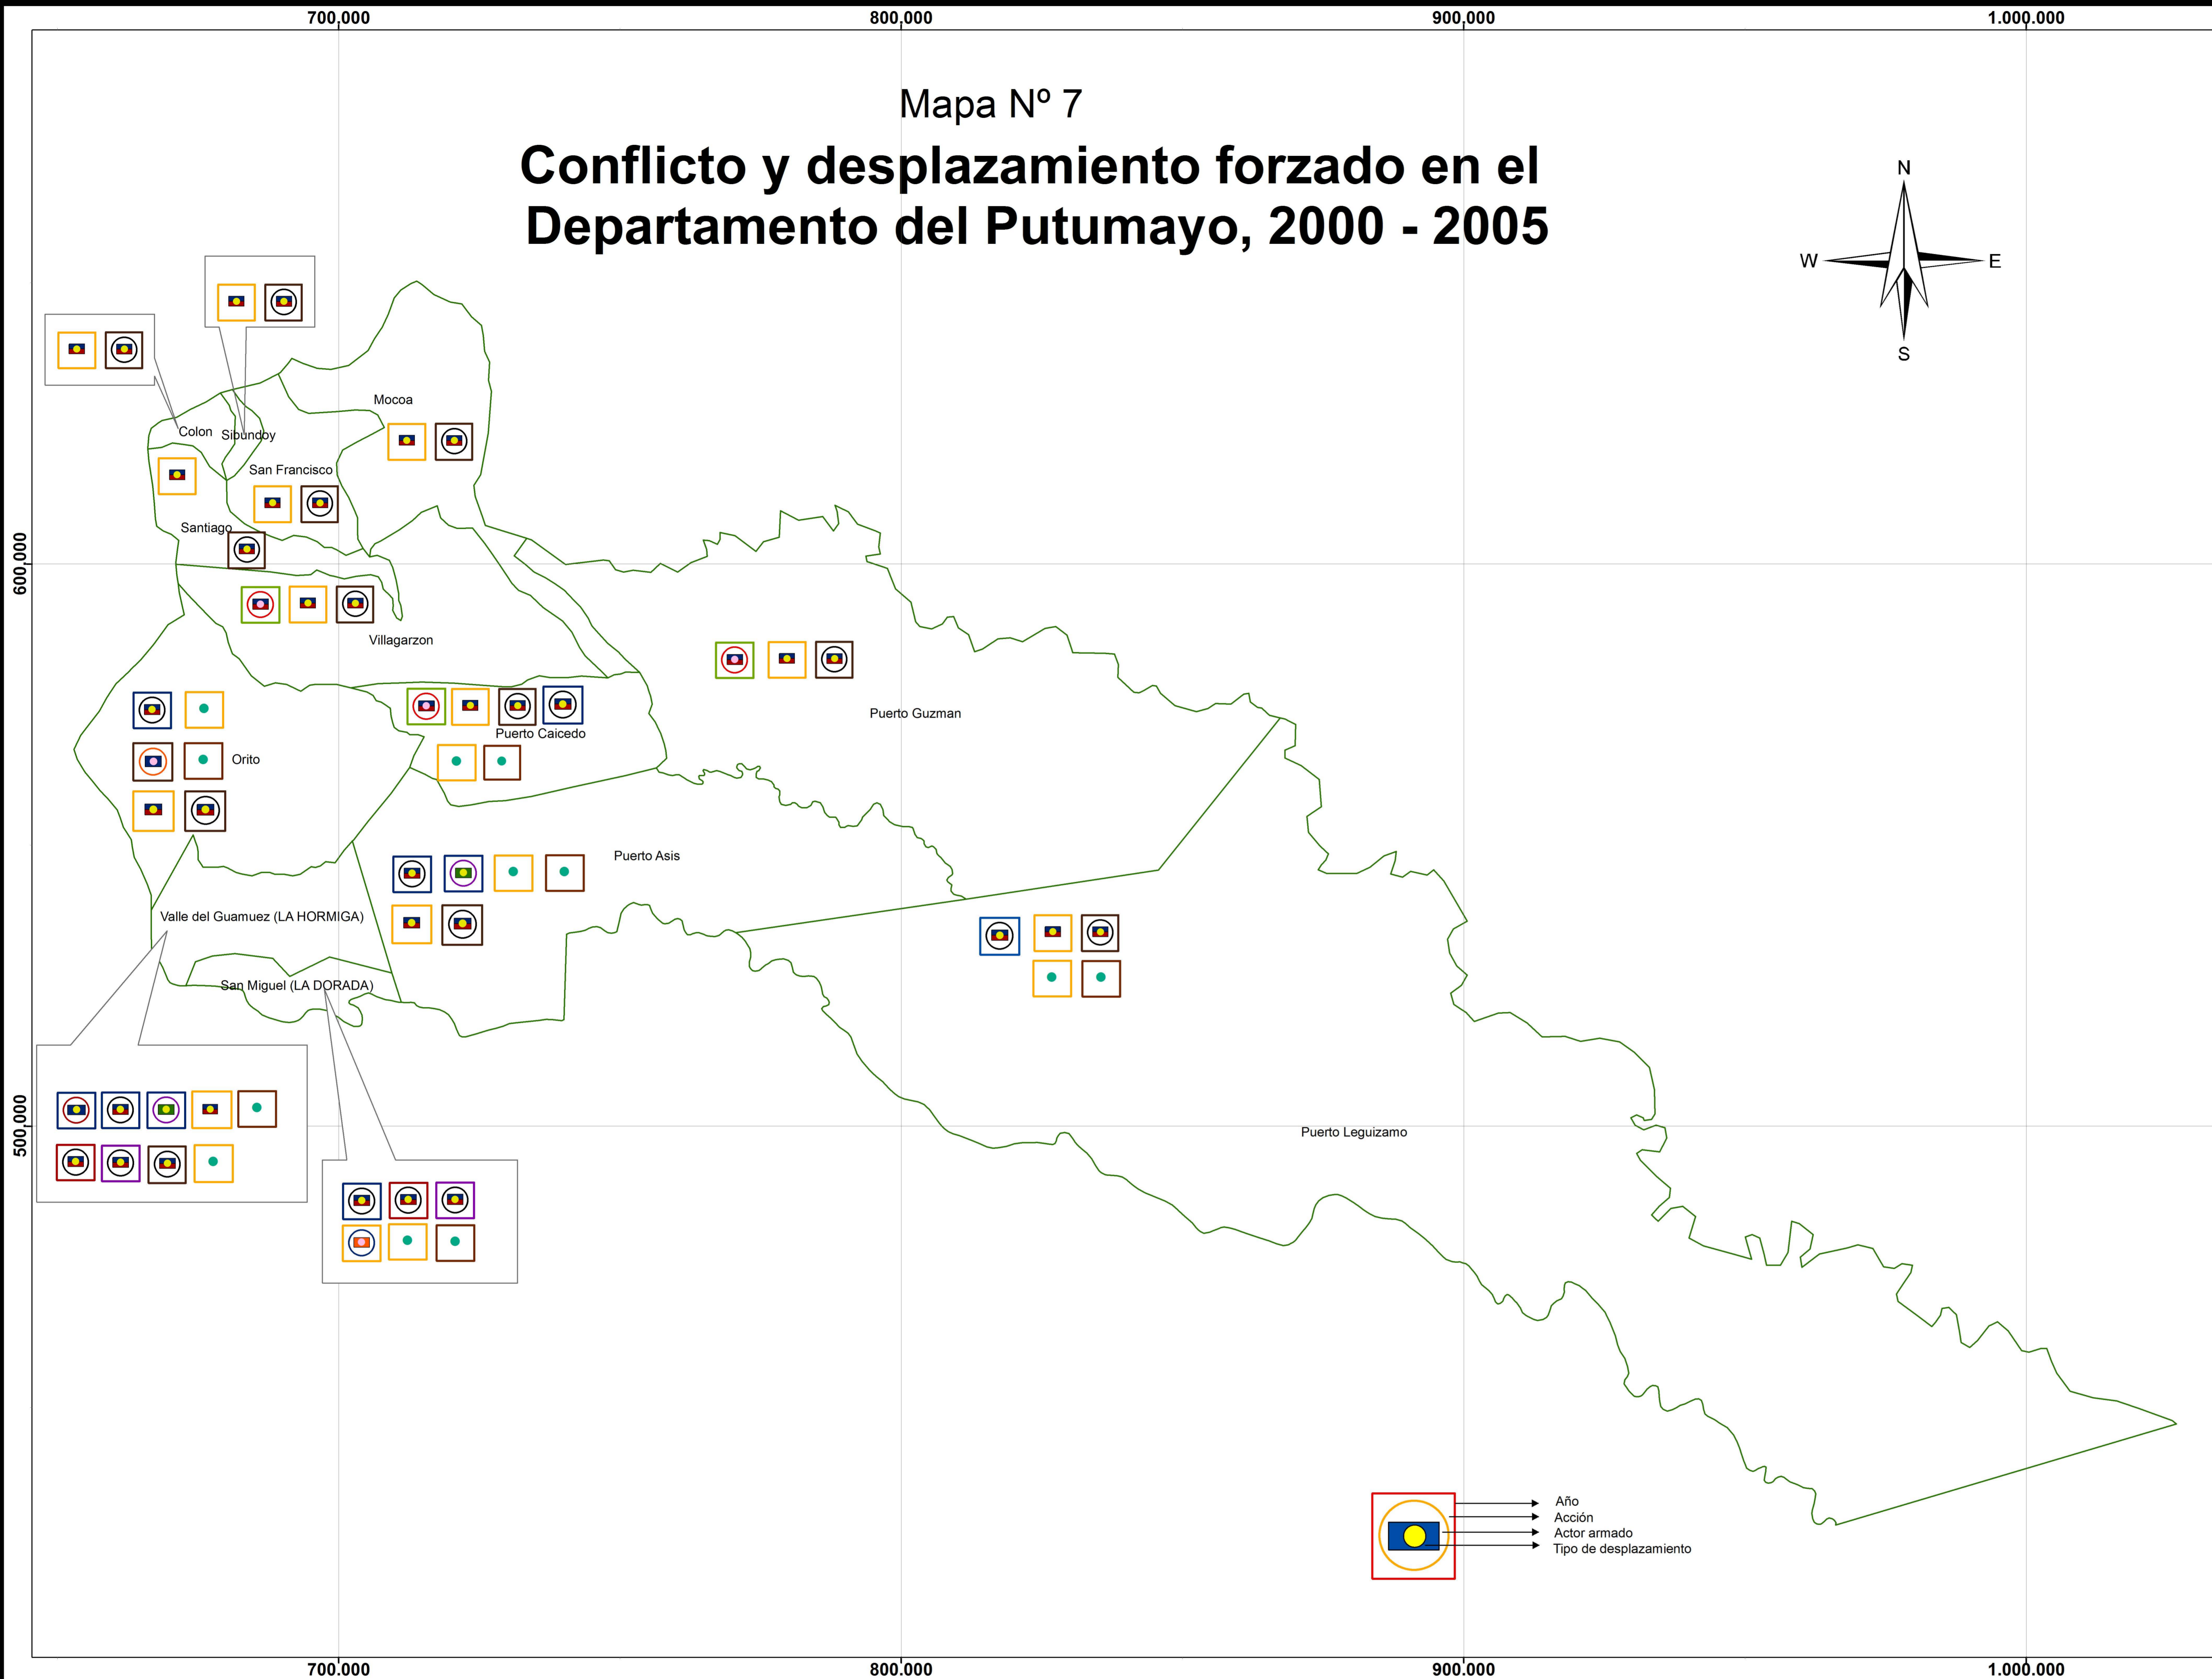 700.000
800.000
900.000
1.000.000
Mapa Nº 7
Conflicto y desplazamiento forzado en el
Departamento del Putumayo, 2000 - 2005
N
W
E
S
Mocoa
Colon
Sibundoy
San Francisco
Santiago
600.000
Villagarzon
Puerto Guzman
Puerto Caicedo
Orito
Puerto Asis
Valle del Guamuez (LA HORMIGA)
San Miguel (LA DORADA)
500.000
Puerto Leguizamo
Año
Acción
Actor armado
Tipo de desplazamiento
700.000
800.000
900.000
1.000.000